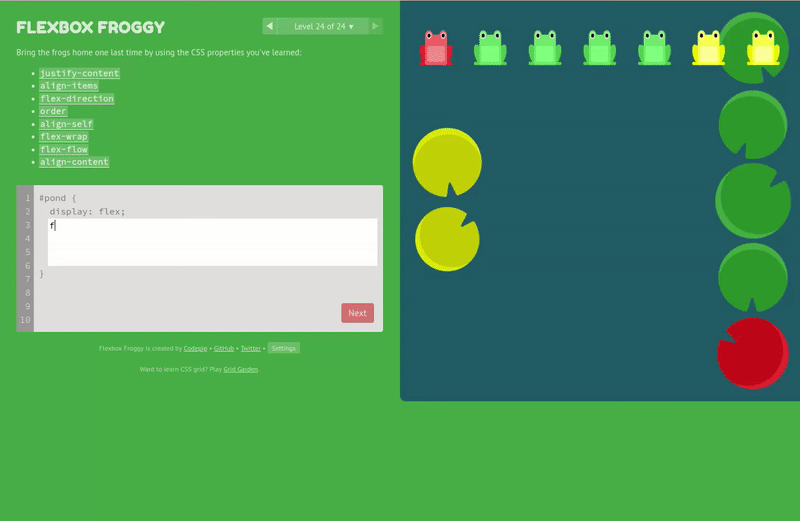 FLEXBOX FROGGY
◀ Level 24 of 24 ▼ ▶
Bring the frogs home one last time by using the CSS properties you've learned:
• justify-content
• align-items
• flex-direction
• order
• align-self
• flex-wrap
• flex-flow
• align-content
1 #pond {
2 display: flex;
3 f
4
5
6
7 }
8
9
10
Next
Flexbox Froggy is created by Codepip • GitHub • Twitter • Settings
Want to learn CSS grid? Play Grid Garden.